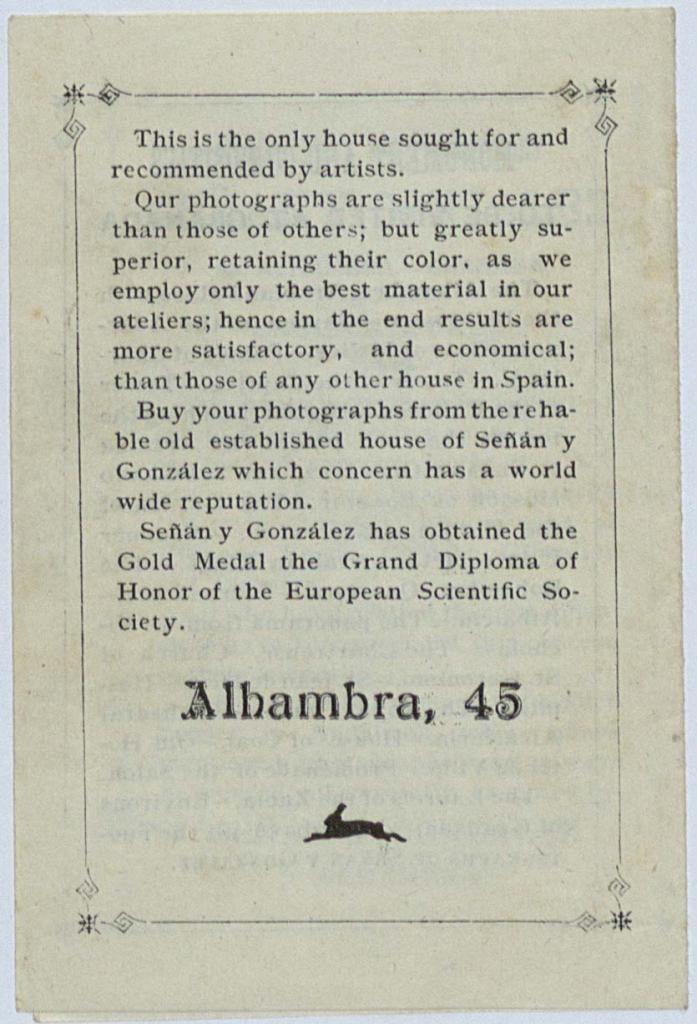 This is the only house sought for and
recommended by artists.
Qur photographs are slightly dearer
than those of others; but greatly su-
perior, retaining their color, as we
employ only the best material in our
ateliers; hence in the end results are
more satisfactory, and economical;
than those of any other house in Spain.
Buy your photographs from the reha-
ble old established house of Señán y
González which concern has a world
wide reputation.
Señán y González has obtained the
Gold Medal the Grand Diploma of
Honor of the European Scientific So-
ciety.
Alhambra, 45